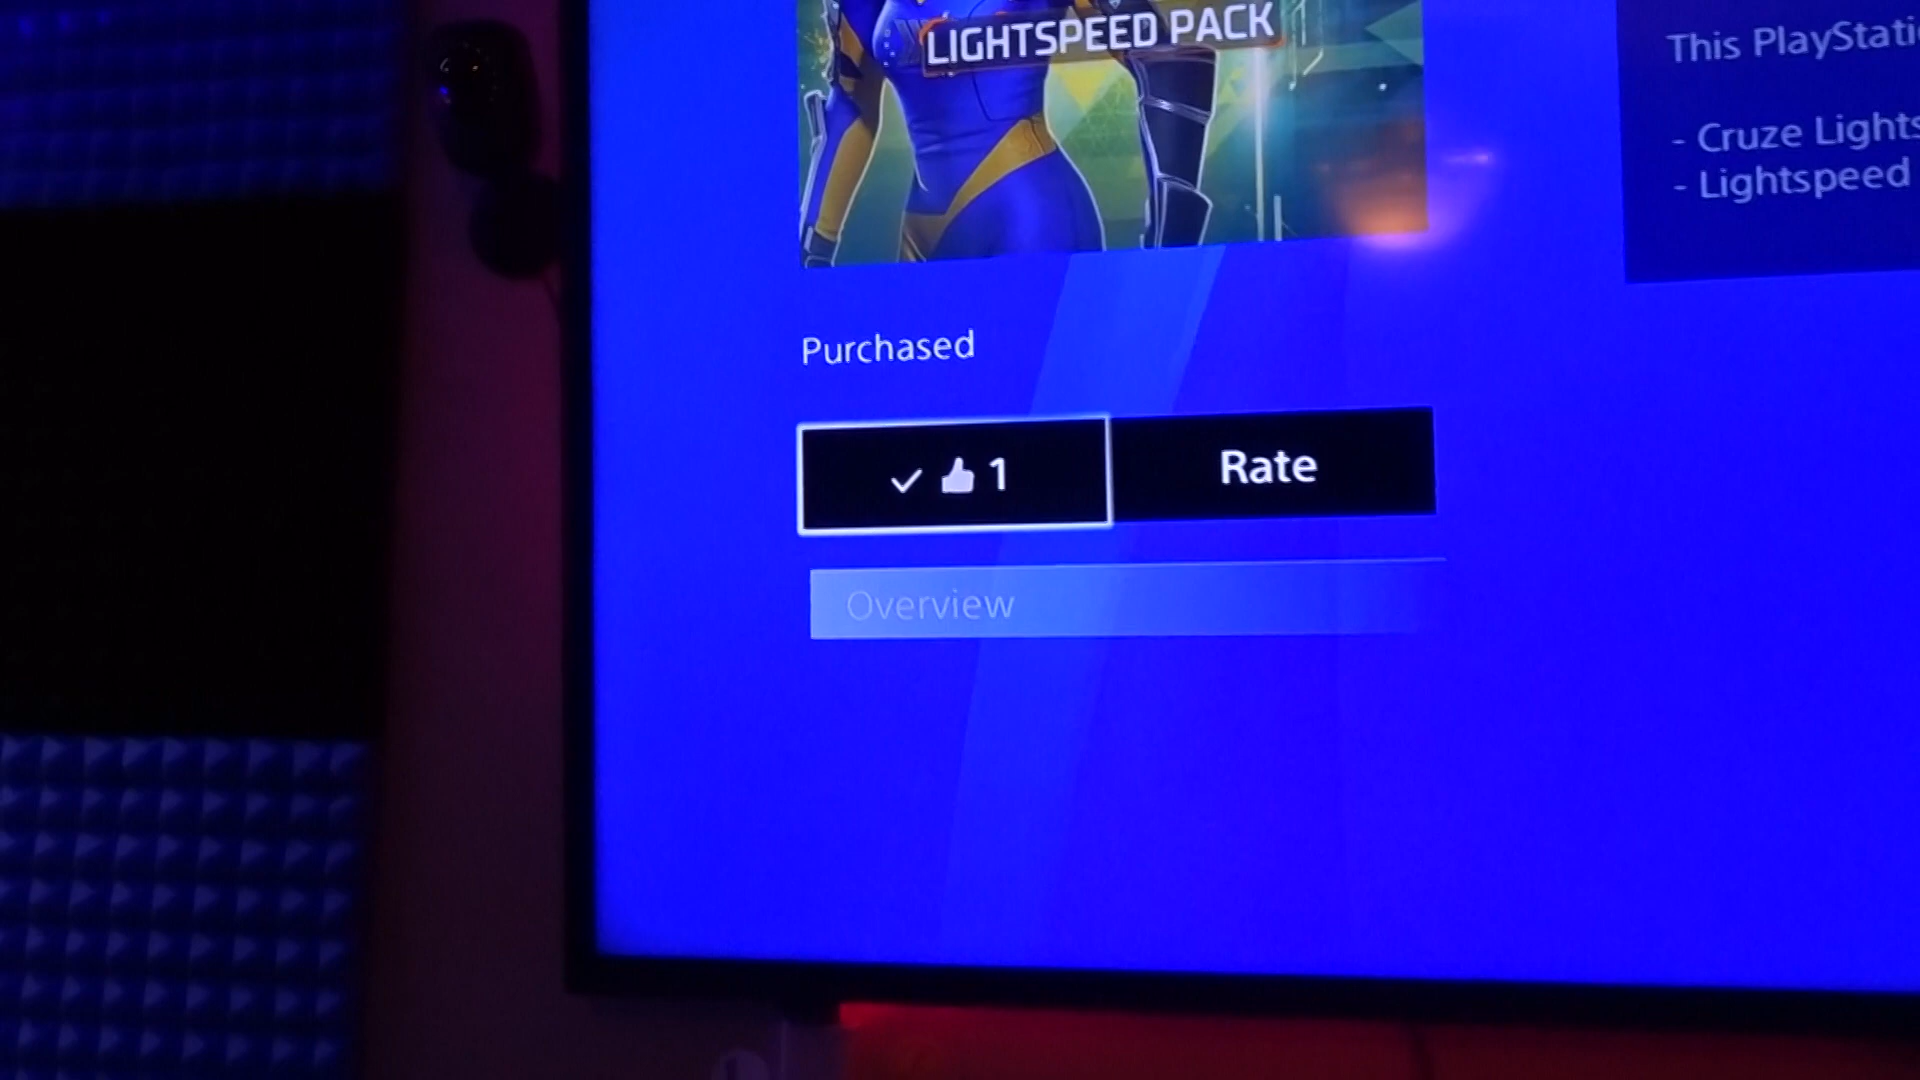 LIGHTSPEED PACK
This PlayStati
- Cruze Lights
- Lightspeed
Purchased
1
Rate
Overview